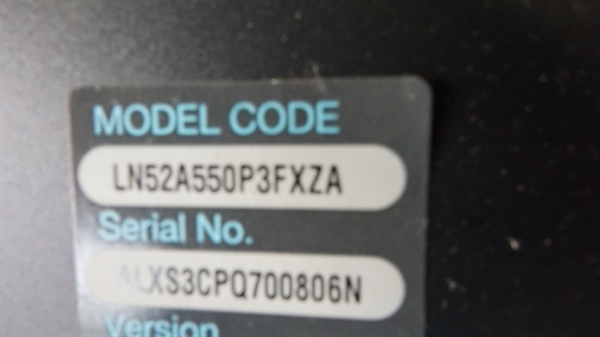 MODEL CODE
LN52A550P3FXZA
Serial No.
ALXS3CPQ700806N
Version